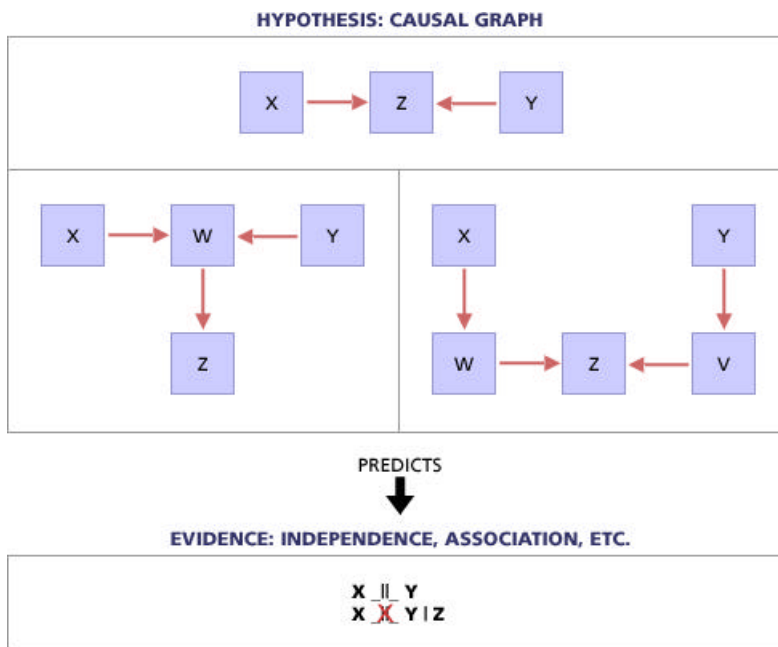 HYPOTHESIS: CAUSAL GRAPH
X Z Y
X W Y
Z
X Y
W Z V
PREDICTS
EVIDENCE: INDEPENDENCE, ASSOCIATION, ETC.
X _||_ Y
X _||_ Y | Z